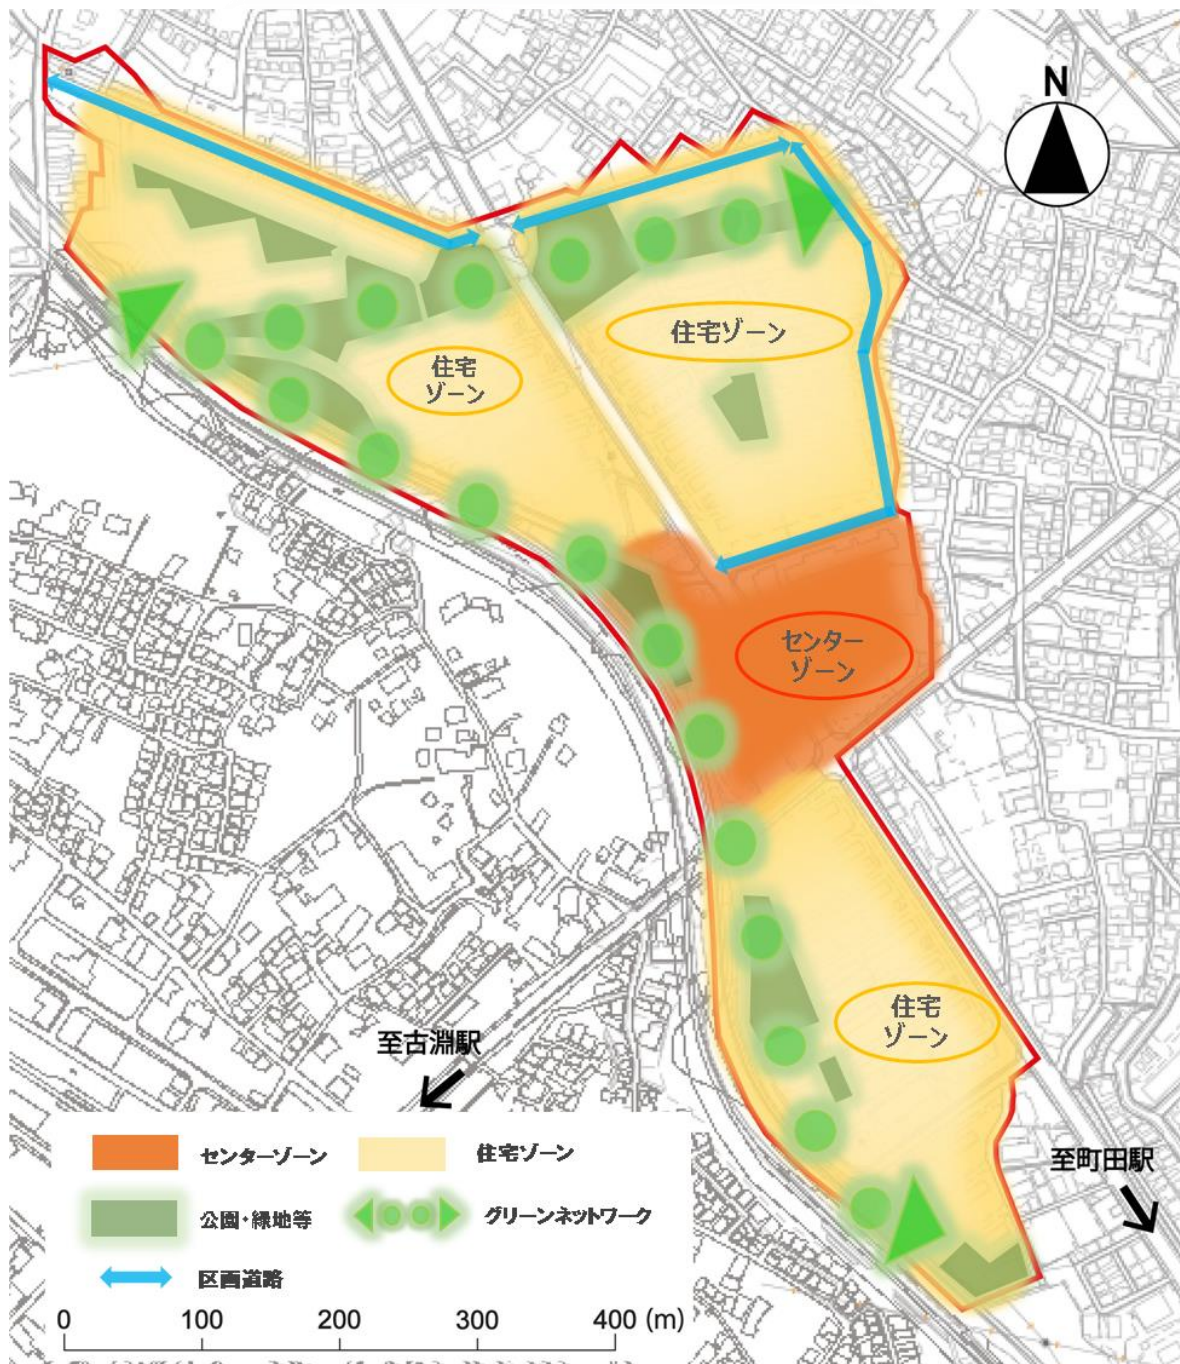 N
住宅ゾーン
住宅
ゾーン
センター
ゾーン
住宅
ゾーン
至古淵駅
至町田駅
センターゾーン
住宅ゾーン
公園・緑地等
グリーンネットワーク
区画道路
0 100 200 300 400 (m)